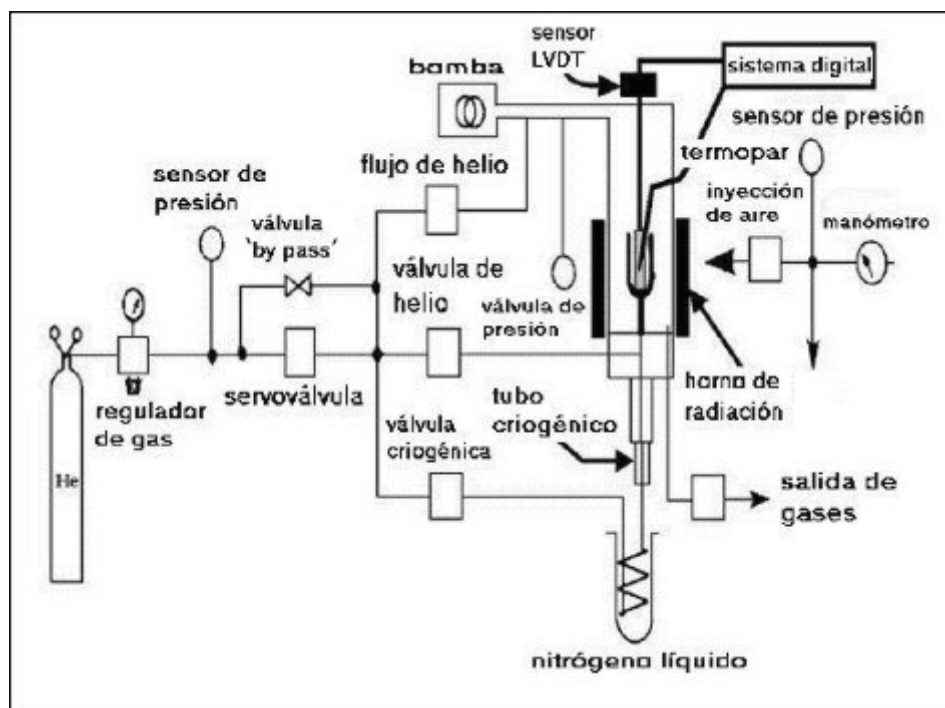 sensor
LVDT
bomba
sistema digital
sensor de presión
termopar
flujo de helio
sensor de
presión
inyección
de aire
manómetro
válvula
'by pass'
válvula de
helio
válvula de
presión
servoválvula
regulador
de gas
tubo
criogénico
horno de
radiación
válvula
criogénica
He
salida de
gases
nitrógeno líquido